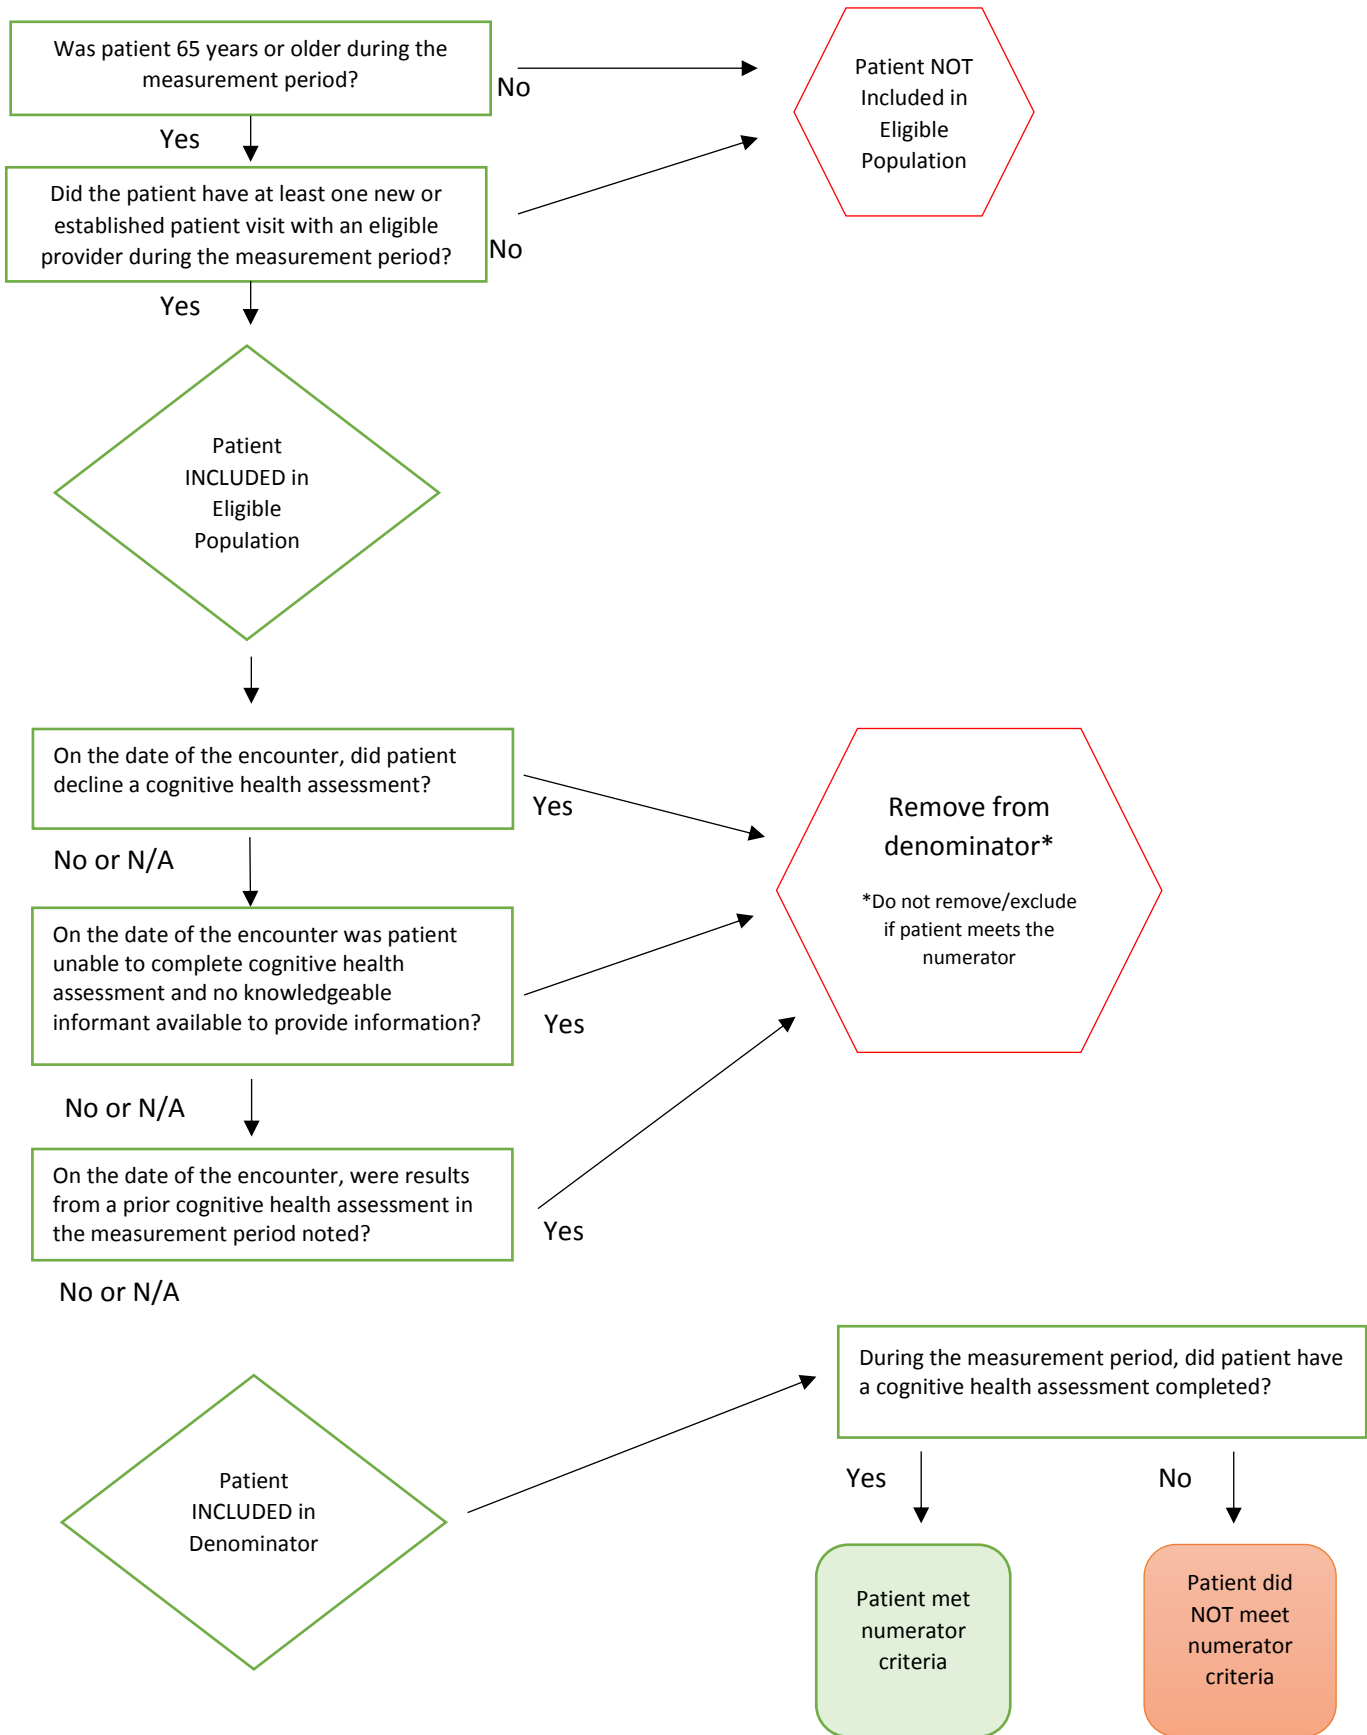 Was patient 65 years or older during the
measurement period?
No
Patient NOT
Included in
Eligible
Population
Yes
Did the patient have at least one new or
established patient visit with an eligible
provider during the measurement period?
No
Yes
Patient
INCLUDED in
Eligible
Population
On the date of the encounter, did patient
decline a cognitive health assessment?
Yes
Remove from
denominator*
*Do not remove/exclude
if patient meets the
numerator
No or N/A
On the date of the encounter was patient
unable to complete cognitive health
assessment and no knowledgeable
informant available to provide information?
Yes
No or N/A
On the date of the encounter, were results
from a prior cognitive health assessment in
the measurement period noted?
Yes
No or N/A
Patient
INCLUDED in
Denominator
During the measurement period, did patient have
a cognitive health assessment completed?
Yes
No
Patient met
numerator
criteria
Patient did
NOT meet
numerator
criteria